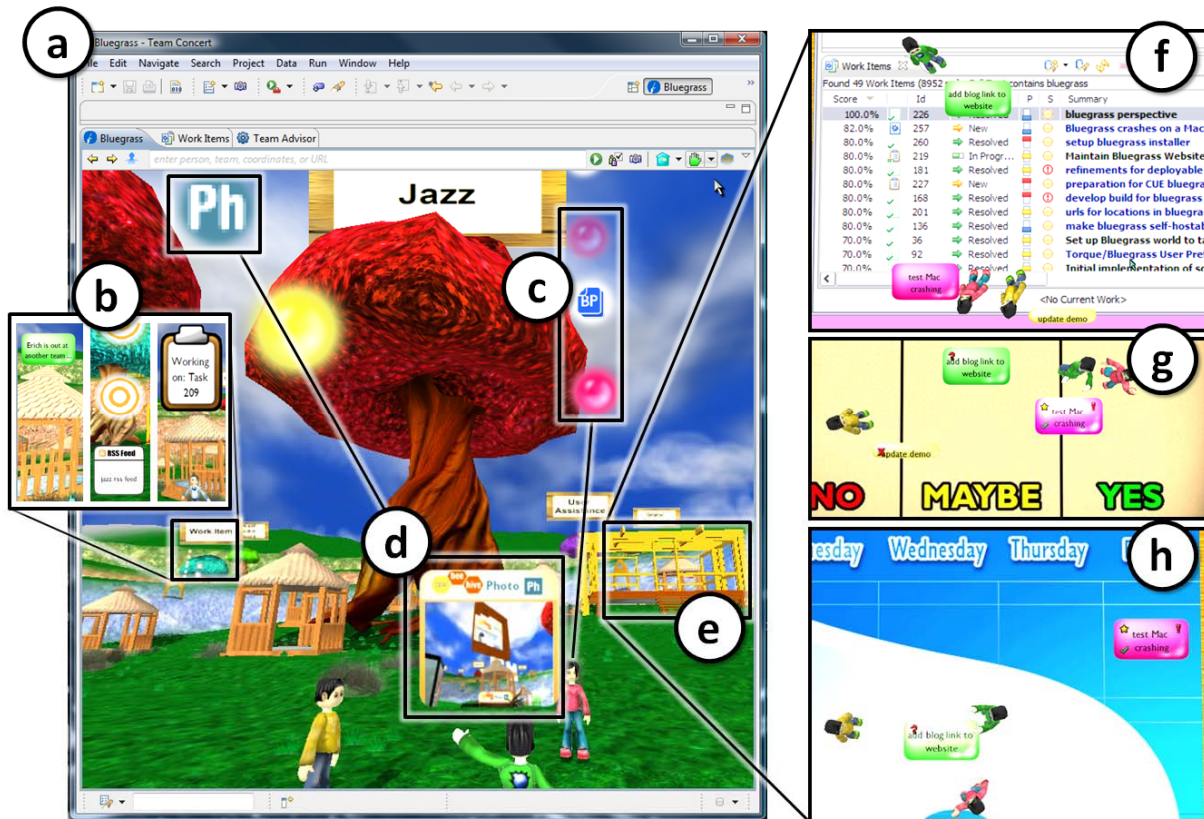 a
Bluegrass - Team Concert
File Edit Navigate Search Project Data Run Window Help
Bluegrass
Bluegrass Work Items Team Advisor
enter person, team, coordinates, or URL
Ph
Jazz
c
BP
b
Erich is out at
another team ...
RSS Feed
jazz rss feed
Working
on: Task
209
Work Item
User
Assistance
d
bee
hive
Photo Ph
e
f
Work Items
Found 49 Work Items (8952
contains bluegrass
add blog link to
website
Score Id P S Summary
100.0% 226 Resolved bluegrass perspective
82.0% 257 New Bluegrass crashes on a Mac
80.0% 260 Resolved setup bluegrass installer
80.0% 219 In Progr... Maintain Bluegrass Website
80.0% 181 Resolved refinements for deployable
80.0% 227 New preparation for CUE bluegra
80.0% 168 Resolved develop build for bluegrass
80.0% 201 Resolved urls for locations in bluegra
80.0% 136 Resolved make bluegrass self-hostab
70.0% 36 Resolved Set up Bluegrass world to ta
70.0% 92 Resolved Torque/Bluegrass User Pref
70.0% Resolved Initial implementation of sc
test Mac
crashing
<No Current Work>
update demo
g
add blog link to
website
test Mac
crashing
update demo
NO MAYBE YES
h
esday Wednesday Thursday
test Mac
crashing
add blog link to
website